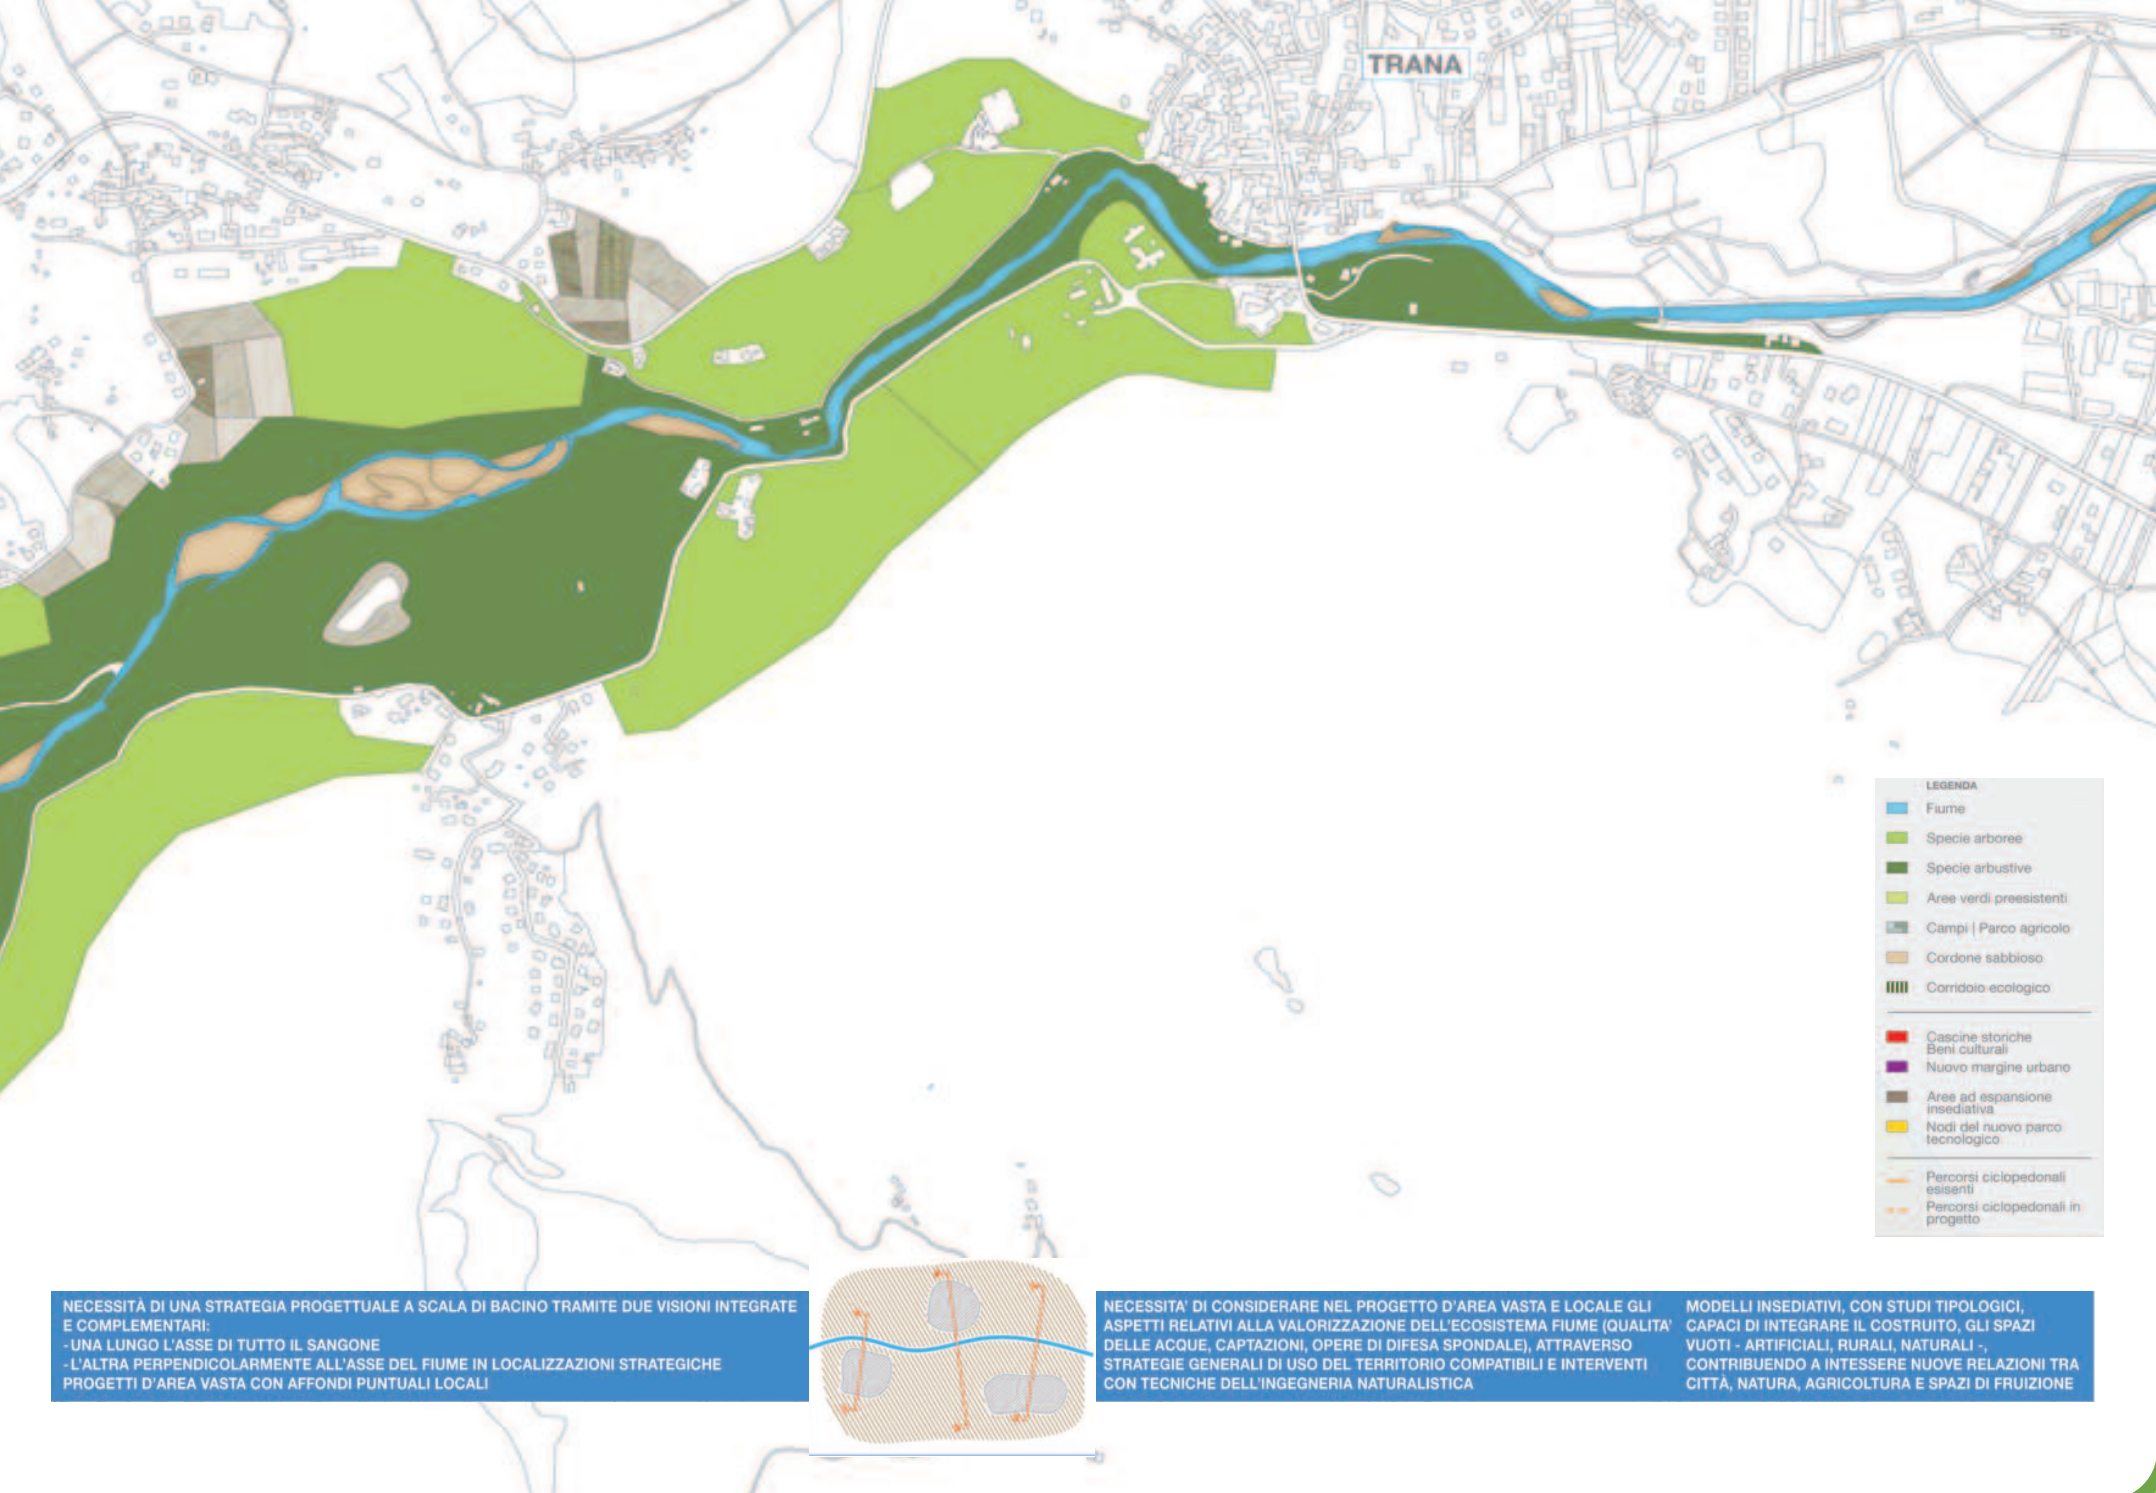 TRANA
LEGENDA
Fiume
Specie arboree
Specie arbustive
Aree verdi preesistenti
Campi | Parco agricolo
Cordone sabbioso
Corridoio ecologico
Cascine storiche
Beni culturali
Nuovo margine urbano
Aree ad espansione
insediativa
Nodi del nuovo parco
tecnologico
Percorsi ciclopedonali
esisenti
Percorsi ciclopedonali in
progetto
NECESSITÀ DI UNA STRATEGIA PROGETTUALE A SCALA DI BACINO TRAMITE DUE VISIONI INTEGRATE
E COMPLEMENTARI:
- UNA LUNGO L'ASSE DI TUTTO IL SANGONE
- L'ALTRA PERPENDICOLARMENTE ALL'ASSE DEL FIUME IN LOCALIZZAZIONI STRATEGICHE
PROGETTI D'AREA VASTA CON AFFONDI PUNTUALI LOCALI
NECESSITA' DI CONSIDERARE NEL PROGETTO D'AREA VASTA E LOCALE GLI
ASPETTI RELATIVI ALLA VALORIZZAZIONE DELL'ECOSISTEMA FIUME (QUALITA'
DELLE ACQUE, CAPTAZIONI, OPERE DI DIFESA SPONDALE), ATTRAVERSO
STRATEGIE GENERALI DI USO DEL TERRITORIO COMPATIBILI E INTERVENTI
CON TECNICHE DELL'INGEGNERIA NATURALISTICA
MODELLI INSEDIATIVI, CON STUDI TIPOLOGICI,
CAPACI DI INTEGRARE IL COSTRUITO, GLI SPAZI
VUOTI - ARTIFICIALI, RURALI, NATURALI -,
CONTRIBUENDO A INTESSERE NUOVE RELAZIONI TRA
CITTÀ, NATURA, AGRICOLTURA E SPAZI DI FRUIZIONE